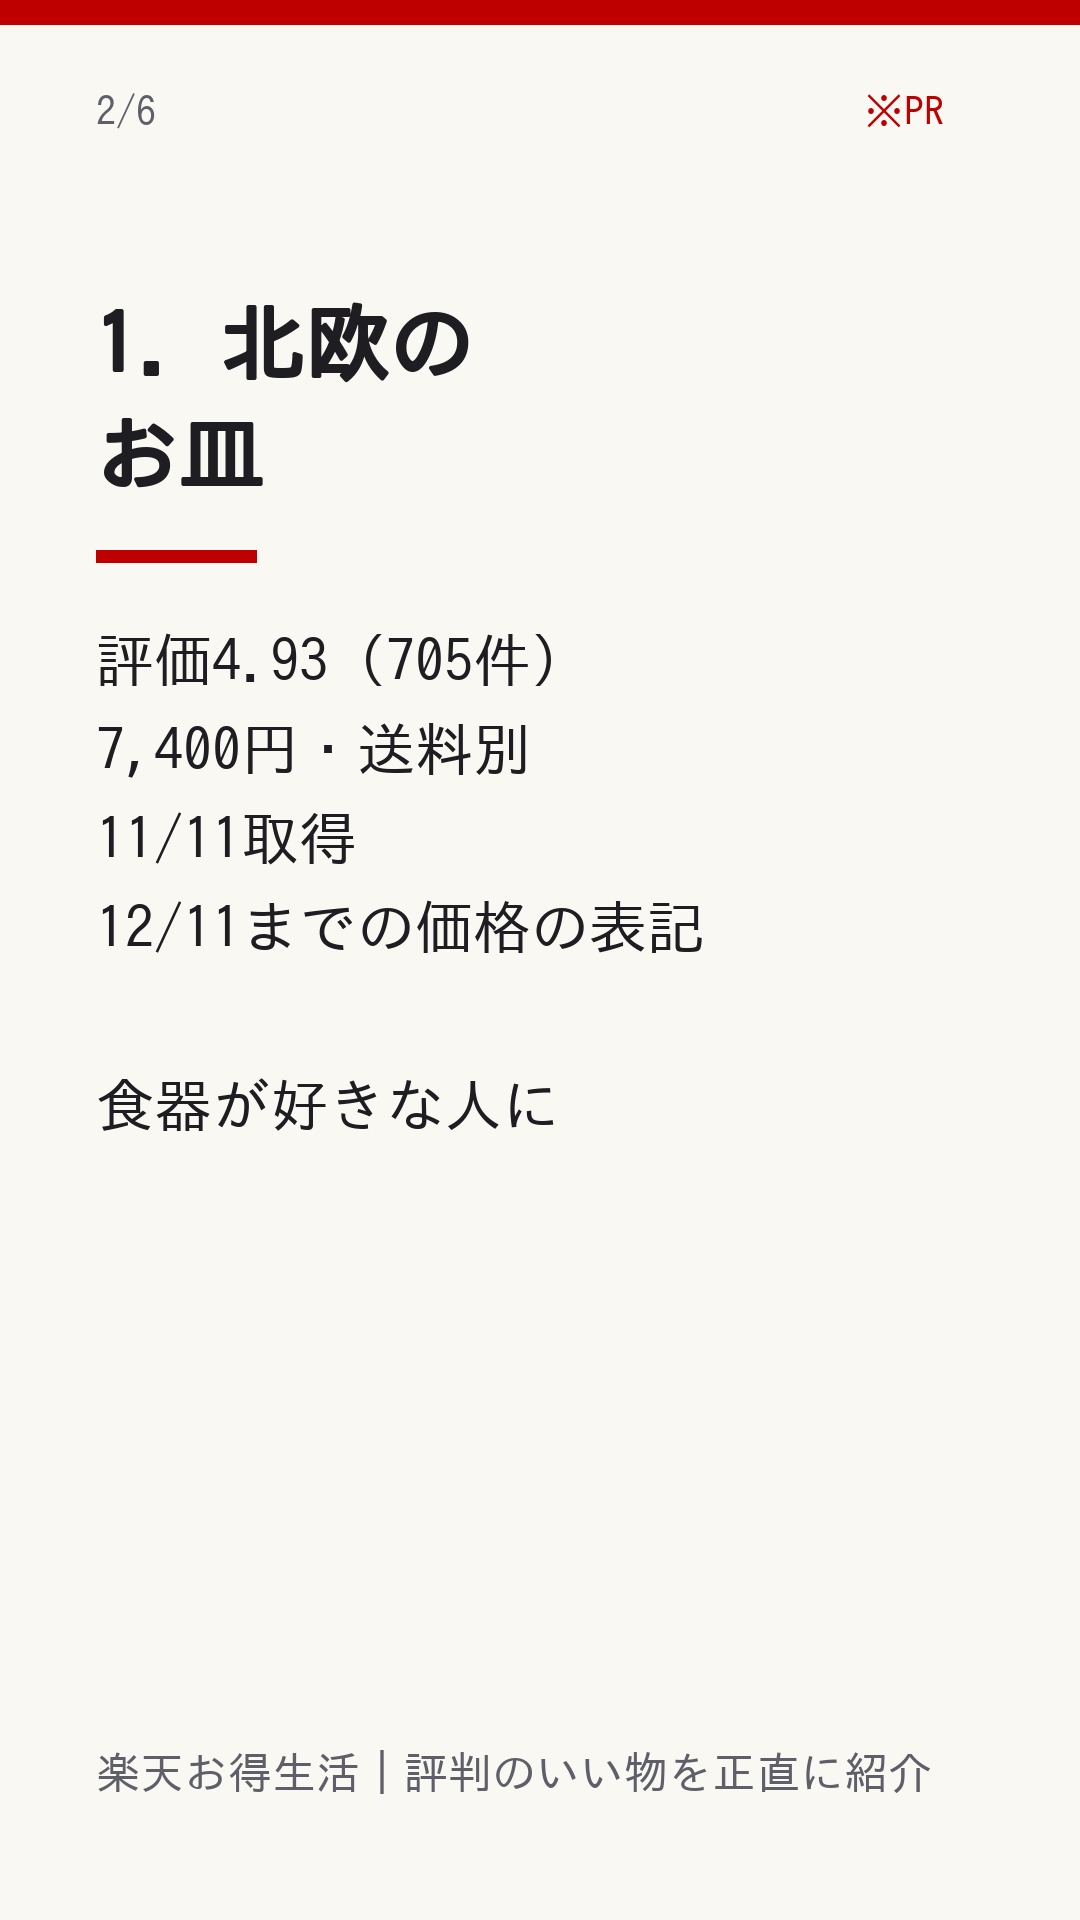 2/6
※PR
1. 北欧の
お皿
評価4.93（705件）
7,400円・送料別
11/11取得
12/11までの価格の表記
食器が好きな人に
楽天お得生活｜評判のいい物を正直に紹介